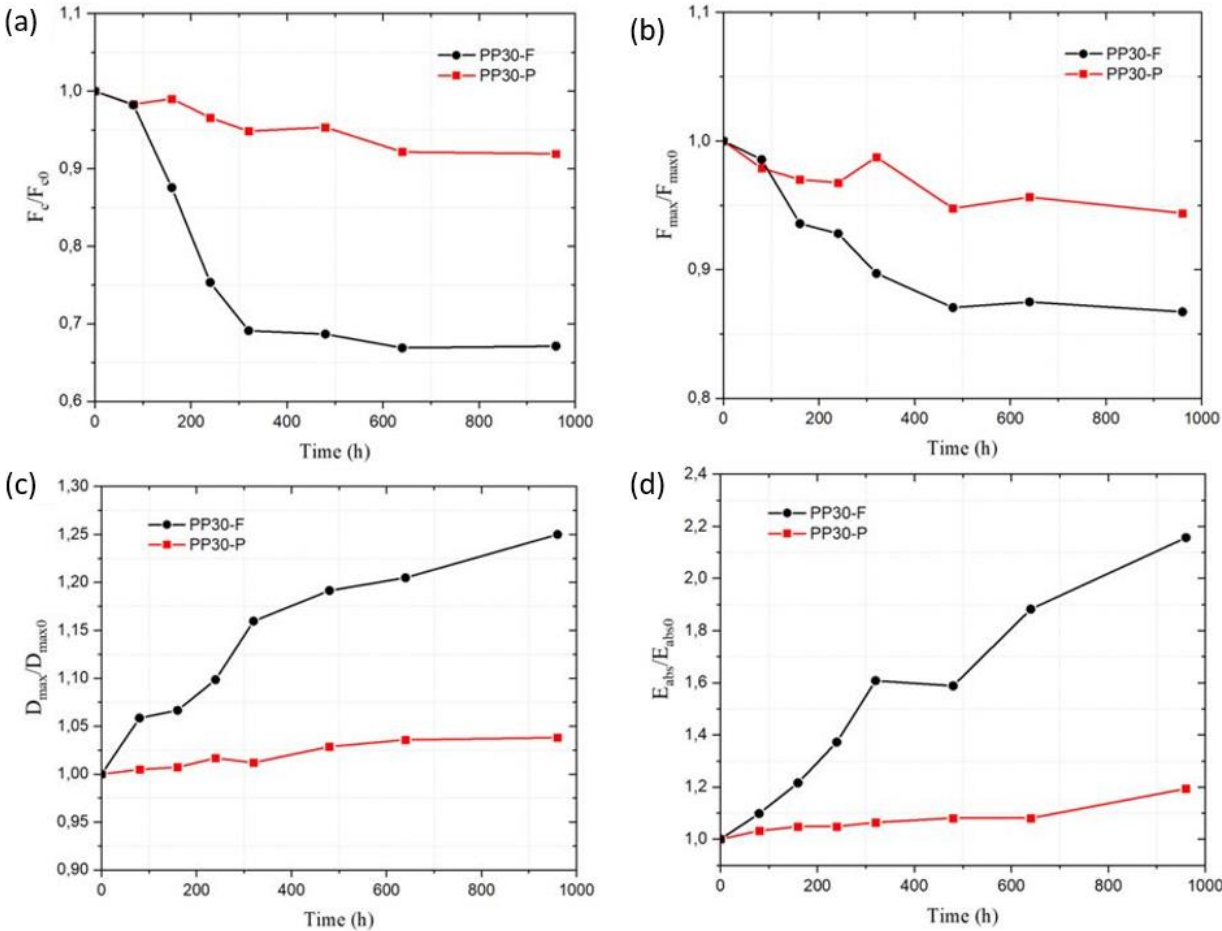 (a)
1,1
1,0
0,9
0,8
0,7
0,6
Fc/Fc0
PP30-F
PP30-P
0 200 400 600 800 1000
Time (h)
(b)
1,1
1,0
0,9
0,8
Fmax/Fmax0
PP30-F
PP30-P
0 200 400 600 800 1000
Time (h)
(c)
1,30
1,25
1,20
1,15
1,10
1,05
1,00
0,95
0,90
Dmax/Dmax0
PP30-F
PP30-P
0 200 400 600 800 1000
Time (h)
(d)
2,4
2,2
2,0
1,8
1,6
1,4
1,2
1,0
Eabs/Eabs0
PP30-F
PP30-P
0 200 400 600 800 1000
Time (h)